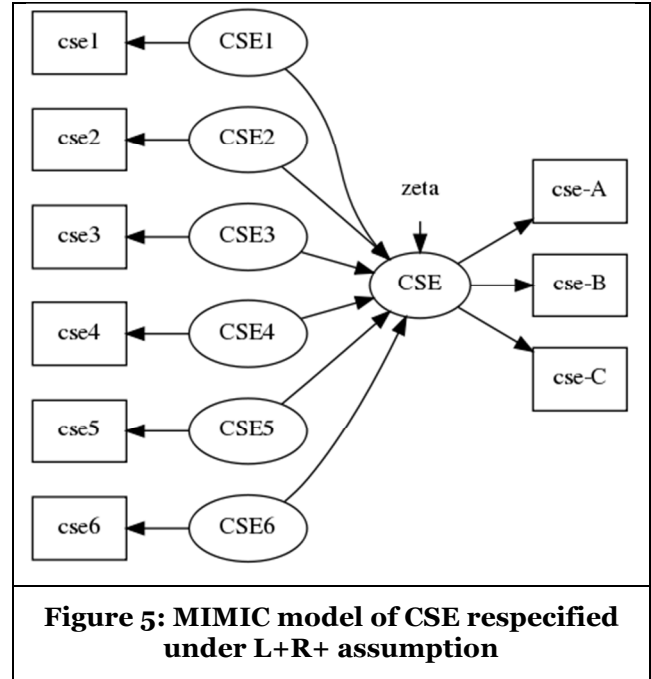 cse1
CSE1
cse2
CSE2
cse3
CSE3
cse4
CSE4
cse5
CSE5
cse6
CSE6
zeta
CSE
cse-A
cse-B
cse-C
Figure 5: MIMIC model of CSE respecified
under L+R+ assumption